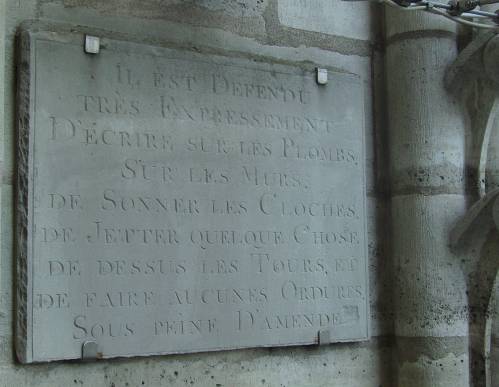 IL EST DEFENDU
TRÈS EXPRESSEMENT
D'ÉCRIRE SUR LES PLOMBS,
SUR LES MURS;
DE SONNER LES CLOCHES,
DE JETTER QUELQUE CHOSE
DE DESSUS LES TOURS, ET
DE FAIRE AUCUNES ORDURES,
SOUS PEINE D'AMENDE